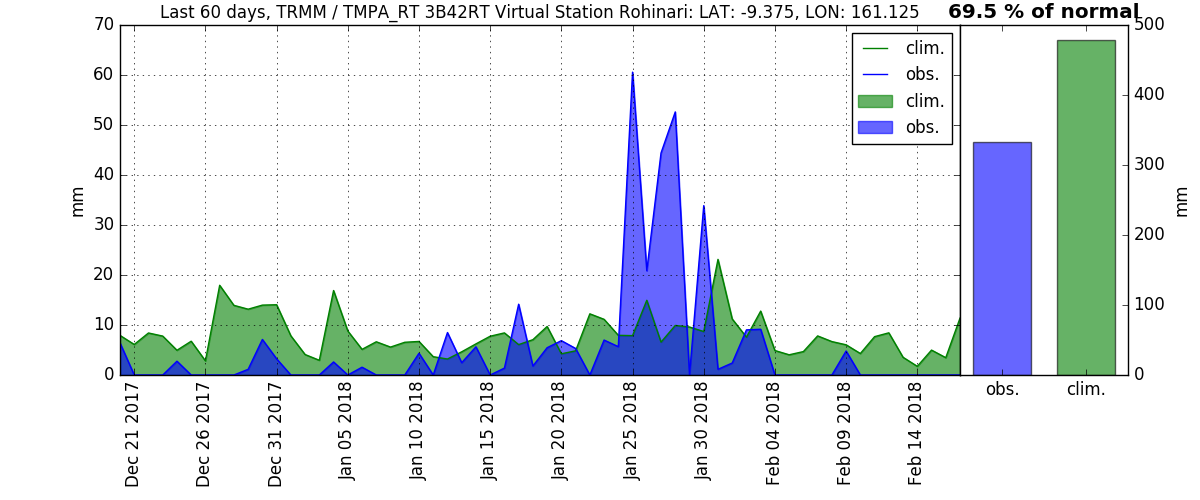 Last 60 days, TRMM / TMPA_RT 3B42RT Virtual Station Rohinari: LAT: -9.375, LON: 161.125
69.5 % of normal
70
60
50
40
30
20
10
0
mm
clim.
obs.
clim.
obs.
Dec 21 2017
Dec 26 2017
Dec 31 2017
Jan 05 2018
Jan 10 2018
Jan 15 2018
Jan 20 2018
Jan 25 2018
Jan 30 2018
Feb 04 2018
Feb 09 2018
Feb 14 2018
500
400
300
200
100
0
mm
obs.
clim.